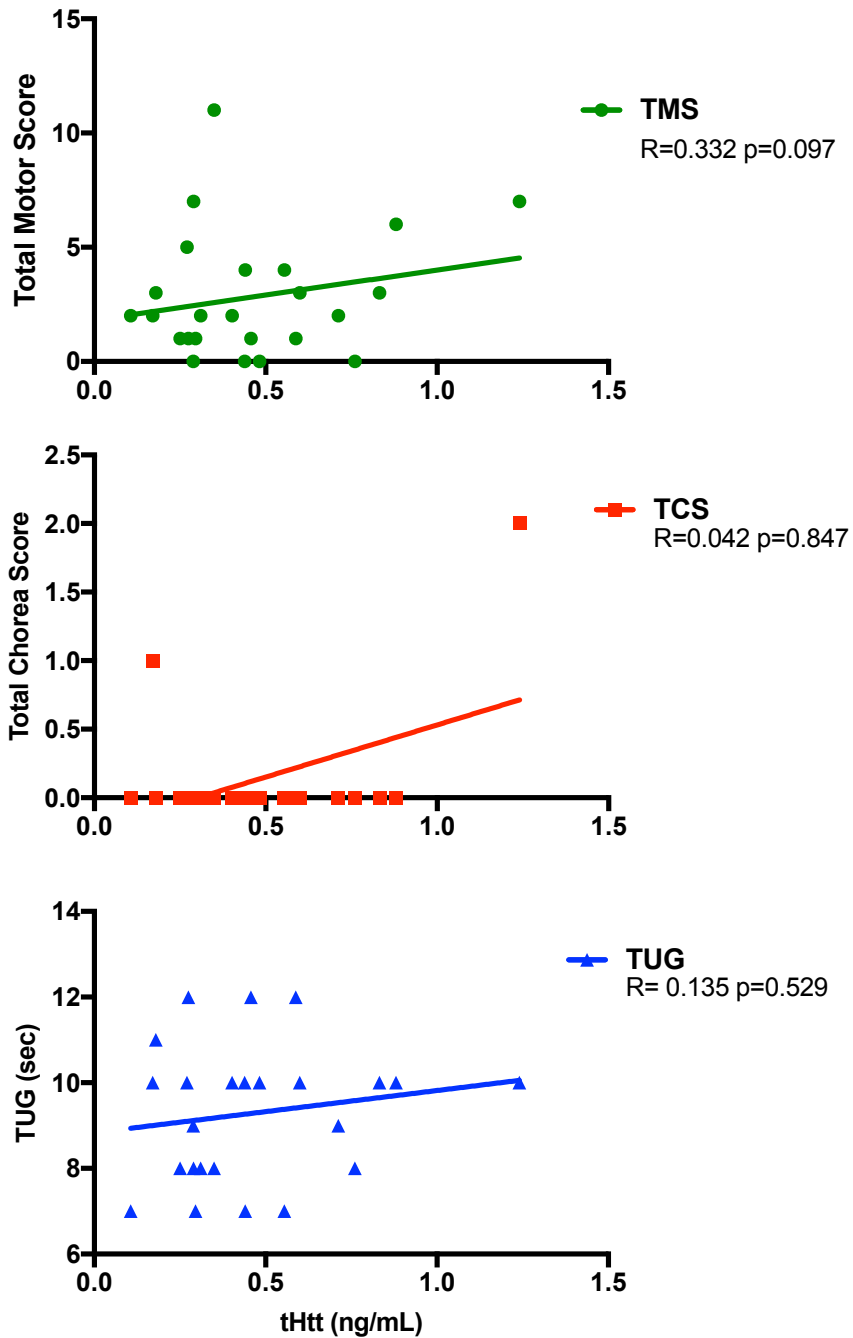 15
10
5
0
0.0 0.5 1.0 1.5
Total Motor Score
TMS
R=0.332 p=0.097
2.5
2.0
1.5
1.0
0.5
0.0
0.0 0.5 1.0 1.5
Total Chorea Score
TCS
R=0.042 p=0.847
14
12
10
8
6
0.0 0.5 1.0 1.5
TUG (sec)
TUG
R= 0.135 p=0.529
tHtt (ng/mL)